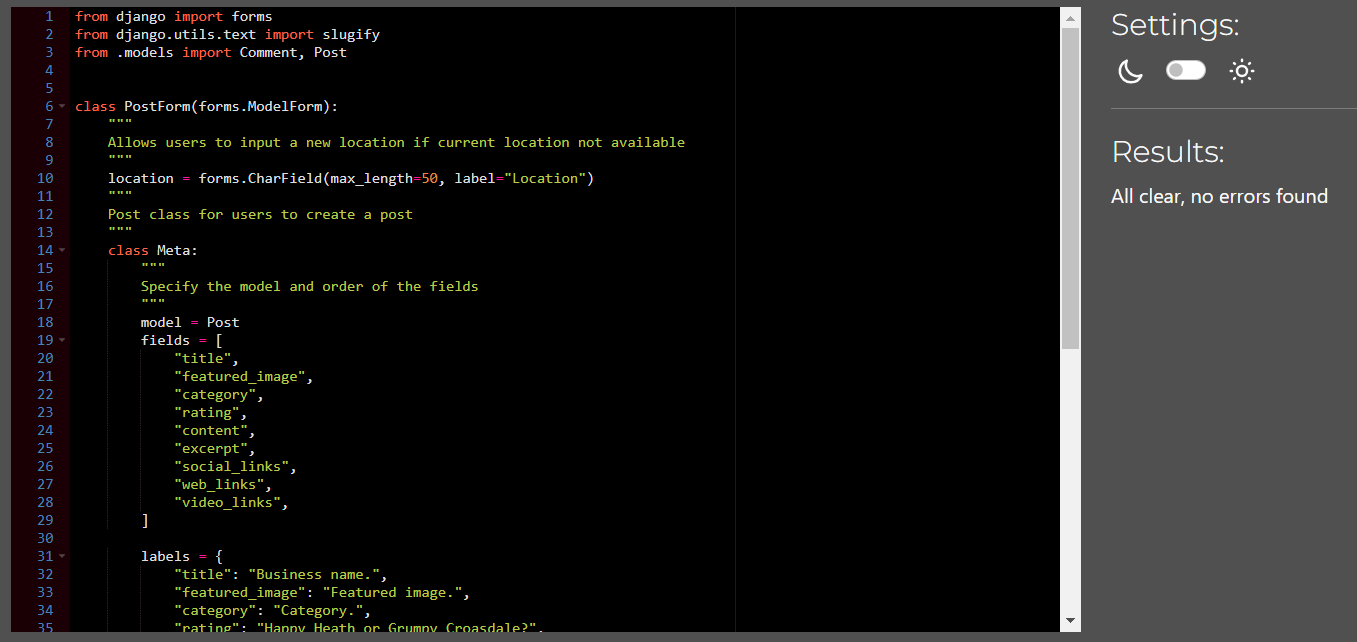 1 from django import forms
2 from django.utils.text import slugify
3 from .models import Comment, Post
4
5
6 class PostForm(forms.ModelForm):
7     """
8     Allows users to input a new location if current location not available
9     """
10     location = forms.CharField(max_length=50, label="Location")
11     """
12     Post class for users to create a post
13     """
14     class Meta:
15         """
16         Specify the model and order of the fields
17         """
18         model = Post
19         fields = [
20             "title",
21             "featured_image",
22             "category",
23             "rating",
24             "content",
25             "excerpt",
26             "social_links",
27             "web_links",
28             "video_links",
29         ]
30
31         labels = {
32             "title": "Business name.",
33             "featured_image": "Featured image.",
34             "category": "Category.",
35             "rating": "Happy Heath or Grumpy Croasdale?",
Settings:
Results:
All clear, no errors found